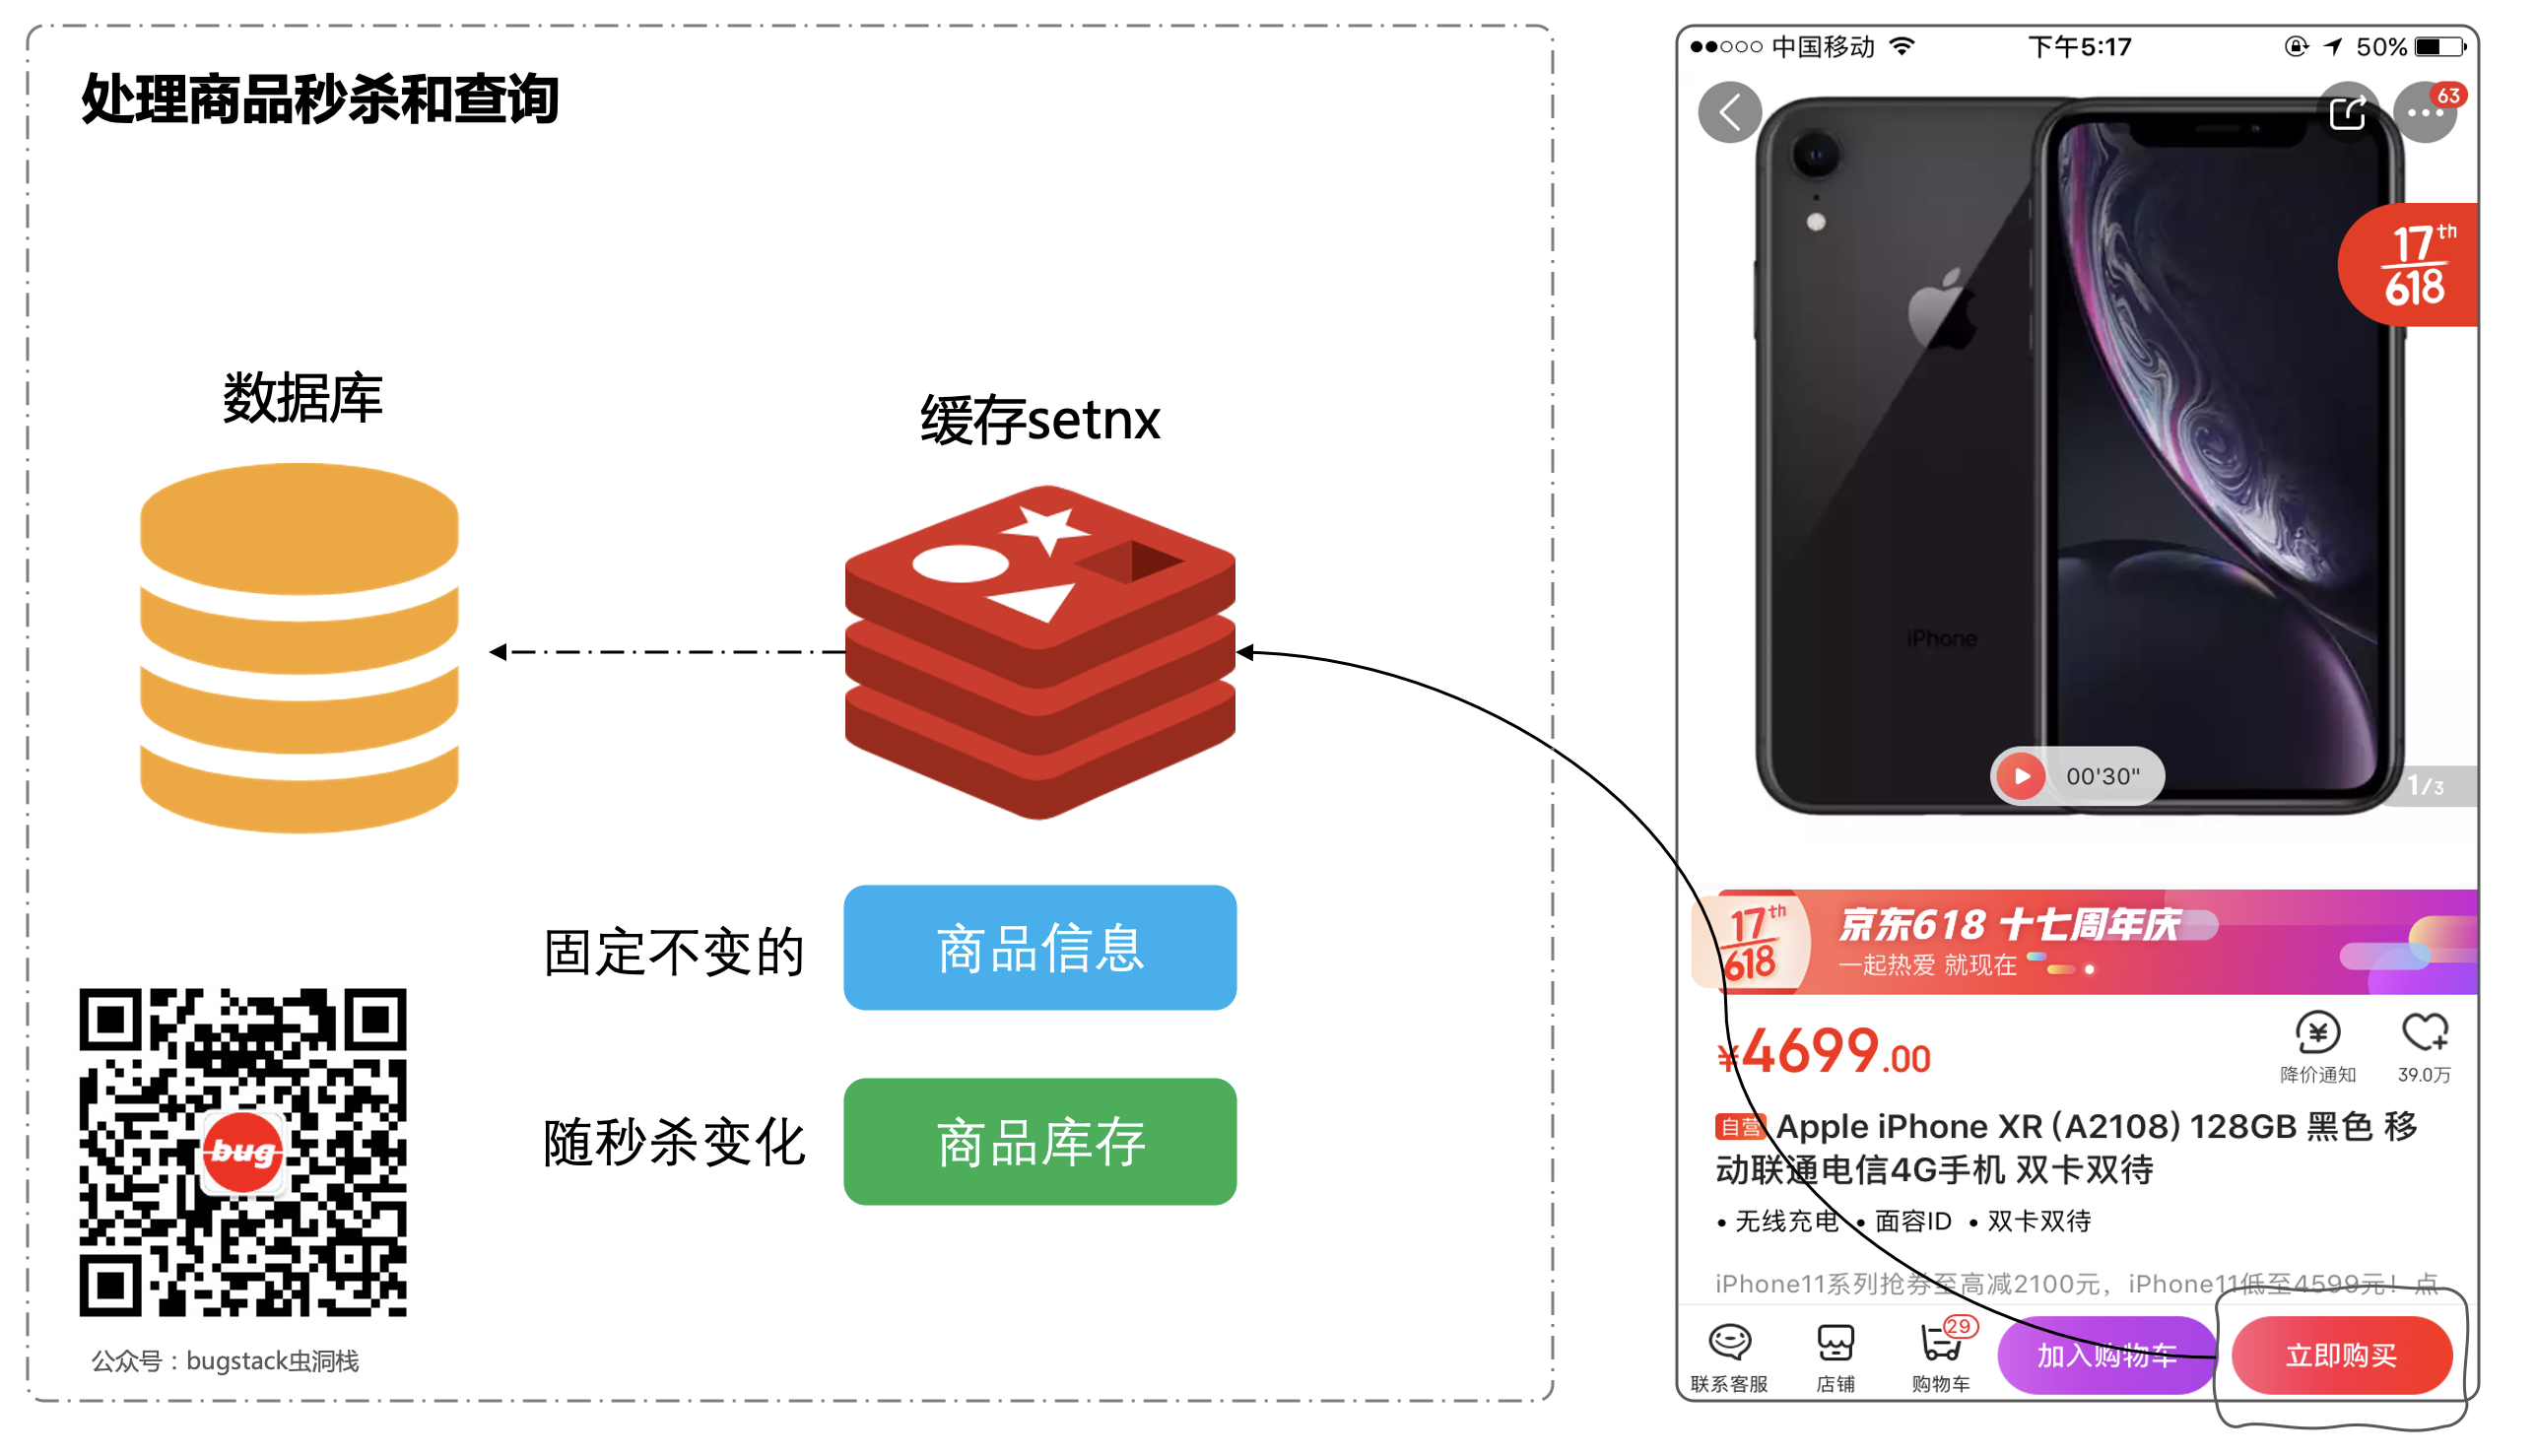 处理商品秒杀和查询
数据库
缓存setnx
固定不变的
商品信息
随秒杀变化
商品库存
bug
公众号：bugstack虫洞栈
中国移动
下午5:17
50%
63
17th
618
iPhone
00'30"
1/3
17th
618
京东618 十七周年庆
一起热爱 就现在
¥4699.00
降价通知
39.0万
自营 Apple iPhone XR (A2108) 128GB 黑色 移
动联通电信4G手机 双卡双待
• 无线充电 • 面容ID • 双卡双待
iPhone11系列抢券至高减2100元，iPhone11低至4599元！点
联系客服
店铺
29
购物车
加入购物车
立即购买